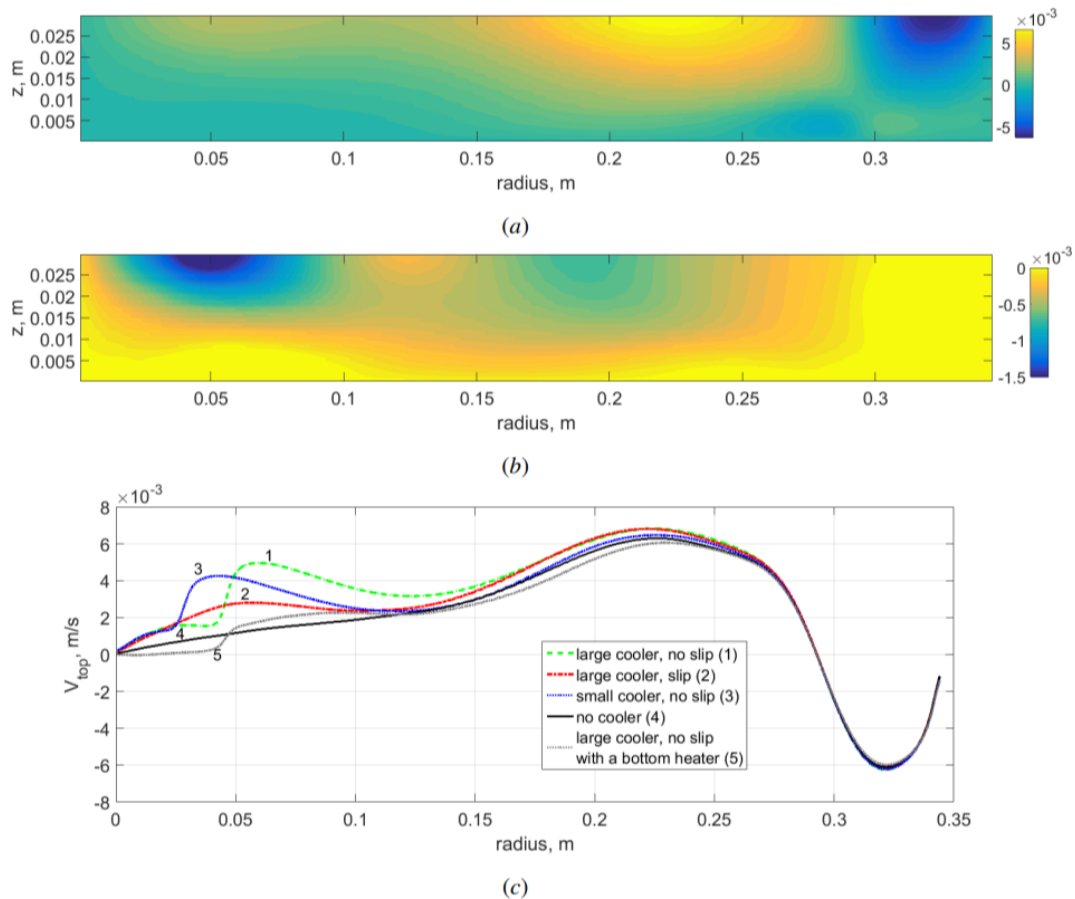 ×10⁻³
z, m
0.025
0.02
0.015
0.01
0.005
5
0
-5
0.05 0.1 0.15 0.2 0.25 0.3
radius, m
(a)
×10⁻³
z, m
0.025
0.02
0.015
0.01
0.005
0
-0.5
-1
-1.5
0.05 0.1 0.15 0.2 0.25 0.3
radius, m
(b)
×10⁻³
V_top, m/s
8
6
4
2
0
-2
-4
-6
-8
1
3
2
4
5
large cooler, no slip (1)
large cooler, slip (2)
small cooler, no slip (3)
no cooler (4)
large cooler, no slip
with a bottom heater (5)
0 0.05 0.1 0.15 0.2 0.25 0.3 0.35
radius, m
(c)